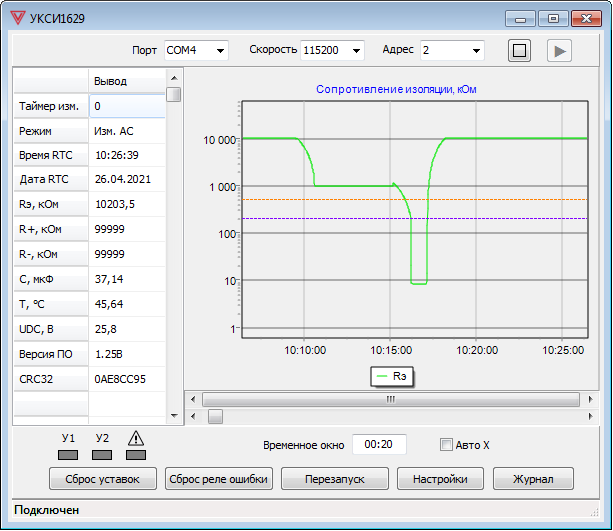 УКСИ1629
Порт COM4 Скорость 115200 Адрес 2
Вывод
Таймер изм. 0
Режим Изм. AC
Время RTC 10:26:39
Дата RTC 26.04.2021
Rэ, кОм 10203,5
R+, кОм 99999
R-, кОм 99999
С, мкФ 37,14
T, °C 45,64
UDC, В 25,8
Версия ПО 1.25B
CRC32 0AE8CC95
Сопротивление изоляции, кОм
10 000
1 000
100
10
1
10:10:00 10:15:00 10:20:00 10:25:00
Rэ
У1 У2
Временное окно 00:20 Авто X
Сброс уставок Сброс реле ошибки Перезапуск Настройки Журнал
Подключен